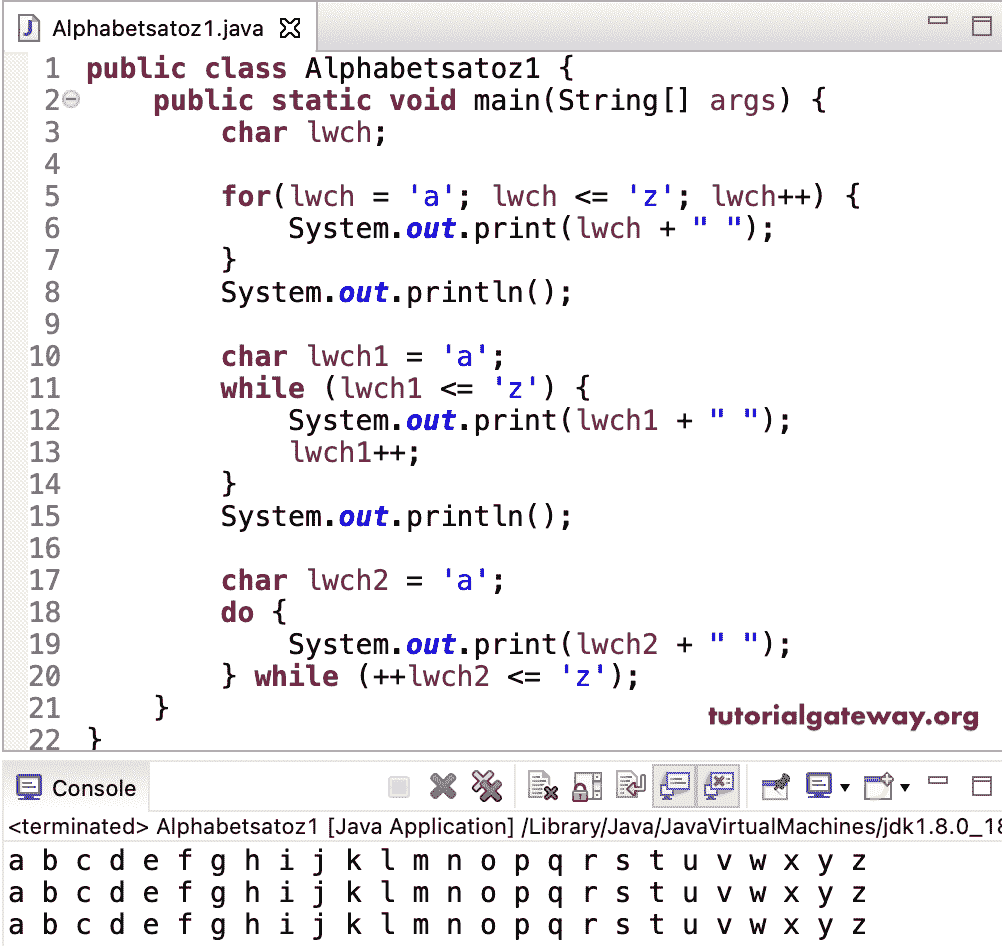 Alphabetsatoz1.java
1 public class Alphabetsatoz1 {
2 public static void main(String[] args) {
3 char lwch;
4
5 for(lwch = 'a'; lwch <= 'z'; lwch++) {
6 System.out.print(lwch + " ");
7 }
8 System.out.println();
9
10 char lwch1 = 'a';
11 while (lwch1 <= 'z') {
12 System.out.print(lwch1 + " ");
13 lwch1++;
14 }
15 System.out.println();
16
17 char lwch2 = 'a';
18 do {
19 System.out.print(lwch2 + " ");
20 } while (++lwch2 <= 'z');
21 }
tutorialgateway.org
22 }
Console
<terminated> Alphabetsatoz1 [Java Application] /Library/Java/JavaVirtualMachines/jdk1.8.0_18
a b c d e f g h i j k l m n o p q r s t u v w x y z
a b c d e f g h i j k l m n o p q r s t u v w x y z
a b c d e f g h i j k l m n o p q r s t u v w x y z